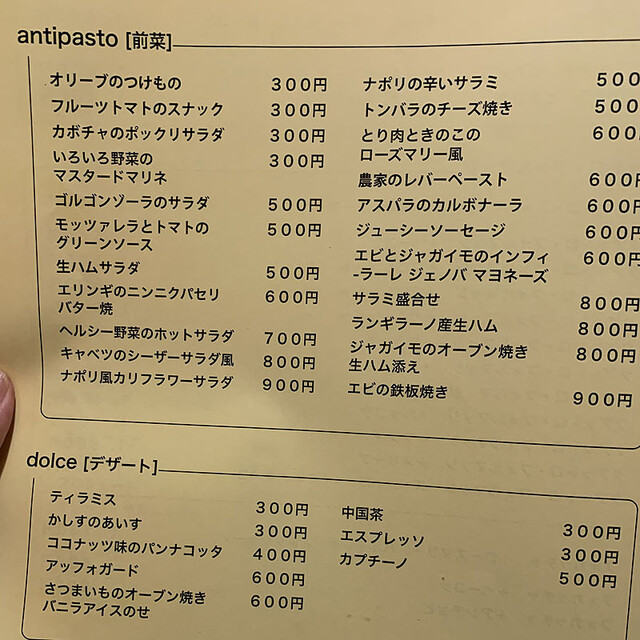 antipasto [前菜]
オリーブのつけもの 300円
フルーツトマトのスナック 300円
カボチャのポックリサラダ 300円
いろいろ野菜の 300円
マスタードマリネ
ゴルゴンゾーラのサラダ 500円
モッツァレラとトマトの 500円
グリーンソース
生ハムサラダ 500円
エリンギのニンニクパセリ 600円
バター焼
ヘルシー野菜のホットサラダ 700円
キャベツのシーザーサラダ風 800円
ナポリ風カリフラワーサラダ 900円
ナポリの辛いサラミ 500
トンバラのチーズ焼き 500
とり肉ときのこの 600
ローズマリー風
農家のレバーペースト 600円
アスパラのカルボナーラ 600円
ジューシーソーセージ 600円
エビとジャガイモのインフィ 600円
-ラーレ ジェノバ マヨネーズ
サラミ盛合せ 800円
ランギラーノ産生ハム 800円
ジャガイモのオーブン焼き 800円
生ハム添え
エビの鉄板焼き 900円
dolce [デザート]
ティラミス 300円
かしすのあいす 300円
ココナッツ味のパンナコッタ 400円
アッフォガード 600円
さつまいものオーブン焼き 600円
バニラアイスのせ
中国茶 300円
エスプレッソ 300円
カプチーノ 500円